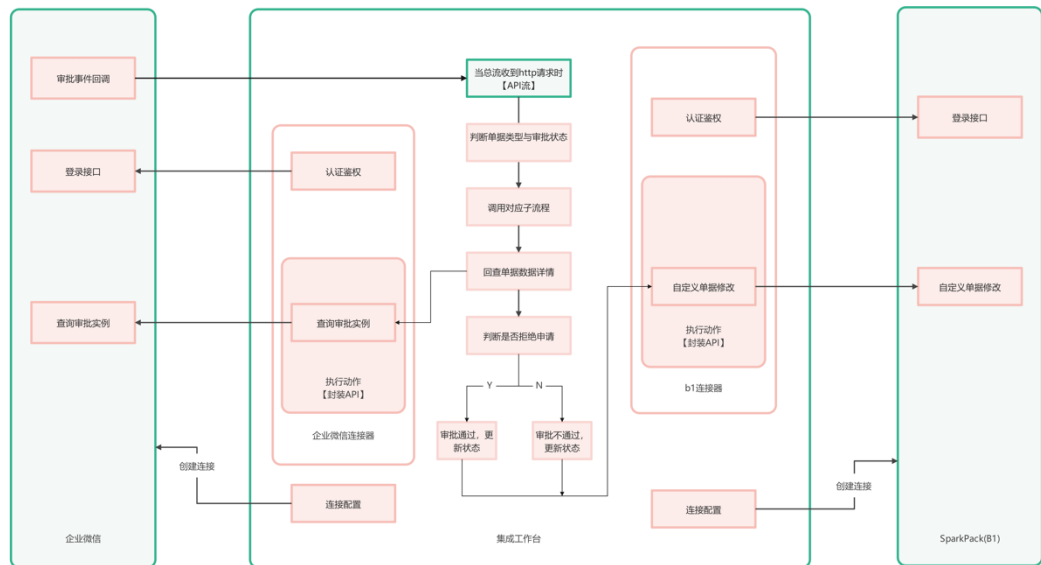 审批事件回调
登录接口
查询审批实例
创建连接
企业微信
认证鉴权
查询审批实例
执行动作
【封装API】
企业微信连接器
连接配置
当总流收到http请求时
【API流】
判断单据类型与审批状态
调用对应子流程
回查单据数据详情
判断是否拒绝申请
Y
N
审批通过，更
新状态
审批不通过，
更新状态
集成工作台
认证鉴权
自定义单据修改
执行动作
【封装API】
b1连接器
连接配置
创建连接
登录接口
自定义单据修改
SparkPack(B1)